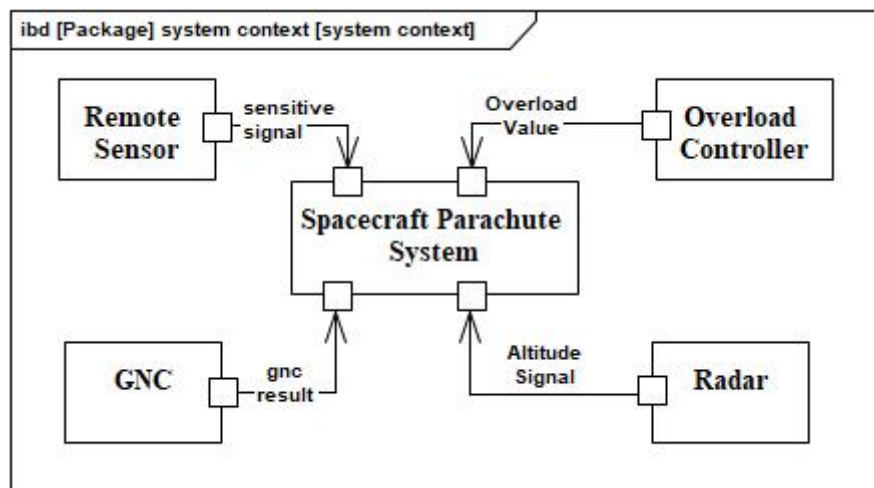 ibd [Package] system context [system context]
Remote
Sensor
sensitive
signal
Overload
Value
Overload
Controller
Spacecraft Parachute
System
GNC
gnc
result
Altitude
Signal
Radar